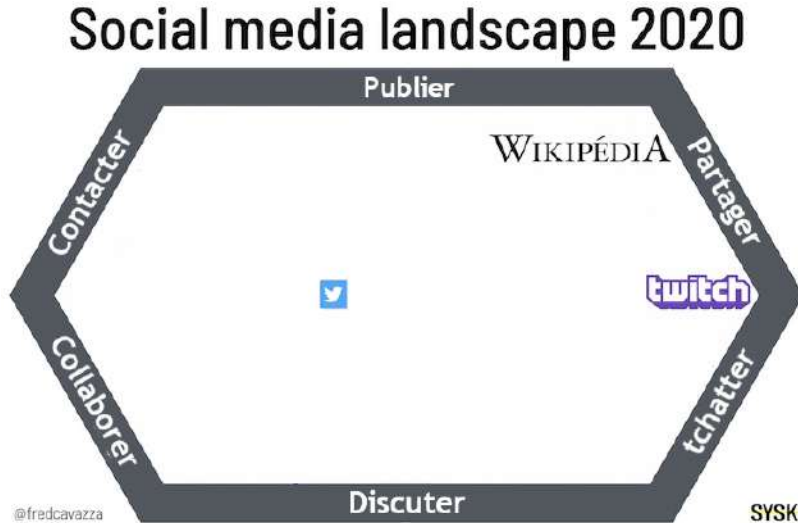 Social media landscape 2020
Publier
WIKIPÉDIA
Contacter
Partager
twitch
Collaborer
tchatter
Discuter
@fredcavazza
SYSK